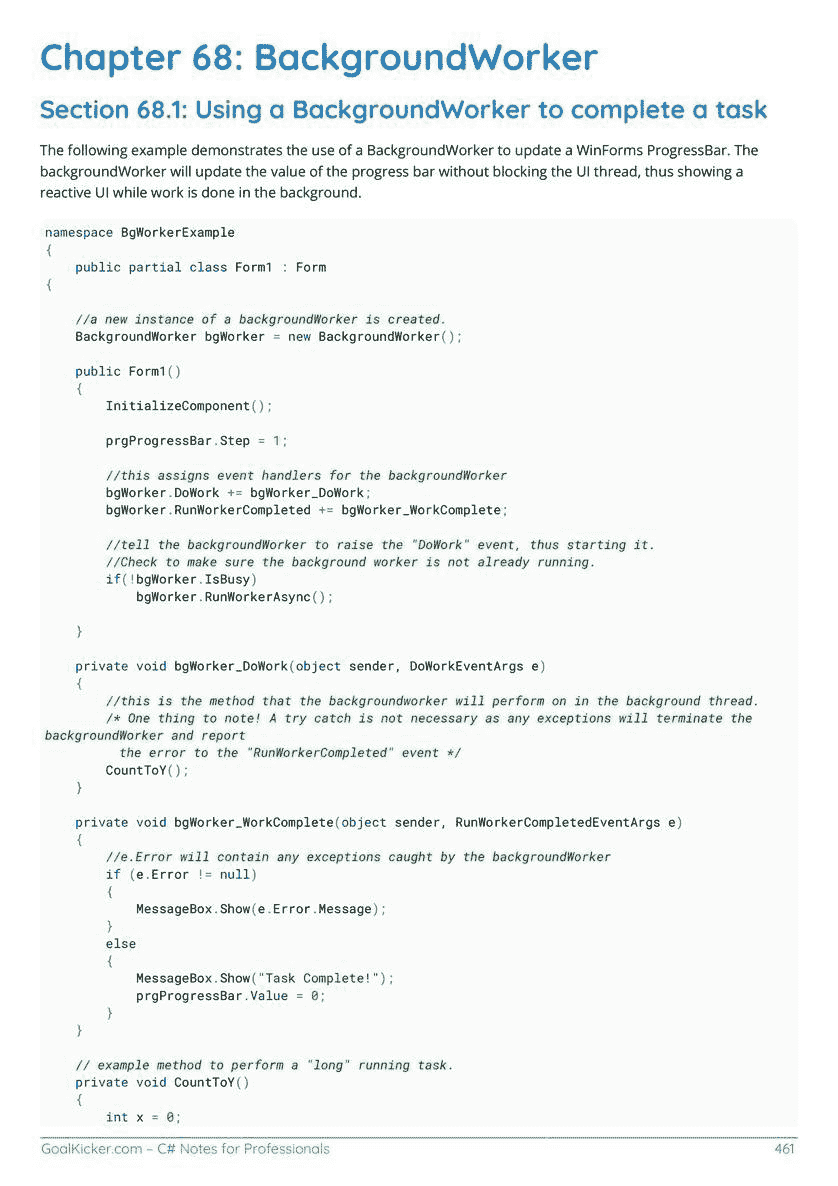 Chapter 68: BackgroundWorker
Section 68.1: Using a BackgroundWorker to complete a task
The following example demonstrates the use of a BackgroundWorker to update a WinForms ProgressBar. The
backgroundWorker will update the value of the progress bar without blocking the UI thread, thus showing a
reactive UI while work is done in the background.
namespace BgWorkerExample
{
    public partial class Form1 : Form
{
    //a new instance of a backgroundWorker is created.
    BackgroundWorker bgWorker = new BackgroundWorker();
    public Form1()
    {
        InitializeComponent();
        prgProgressBar.Step = 1;
        //this assigns event handlers for the backgroundWorker
        bgWorker.DoWork += bgWorker_DoWork;
        bgWorker.RunWorkerCompleted += bgWorker_WorkComplete;
        //tell the backgroundWorker to raise the "DoWork" event, thus starting it.
        //Check to make sure the background worker is not already running.
        if(!bgWorker.IsBusy)
            bgWorker.RunWorkerAsync();
    }
    private void bgWorker_DoWork(object sender, DoWorkEventArgs e)
    {
        //this is the method that the backgroundworker will perform on in the background thread.
        /* One thing to note! A try catch is not necessary as any exceptions will terminate the
backgroundWorker and report
          the error to the "RunWorkerCompleted" event */
        CountToY();
    }
    private void bgWorker_WorkComplete(object sender, RunWorkerCompletedEventArgs e)
    {
        //e.Error will contain any exceptions caught by the backgroundWorker
        if (e.Error != null)
        {
            MessageBox.Show(e.Error.Message);
        }
        else
        {
            MessageBox.Show("Task Complete!");
            prgProgressBar.Value = 0;
        }
    }
    // example method to perform a "long" running task.
    private void CountToY()
    {
        int x = 0;
GoalKicker.com – C# Notes for Professionals 461